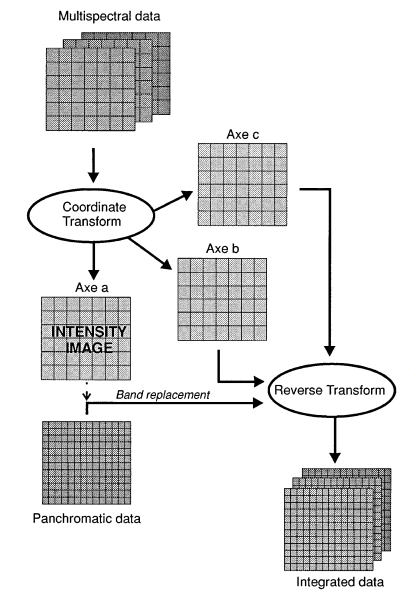 Multispectral data
Axe c
Coordinate
Transform
Axe b
Axe a
INTENSITY
IMAGE
Reverse Transform
Band replacement
Panchromatic data
Integrated data